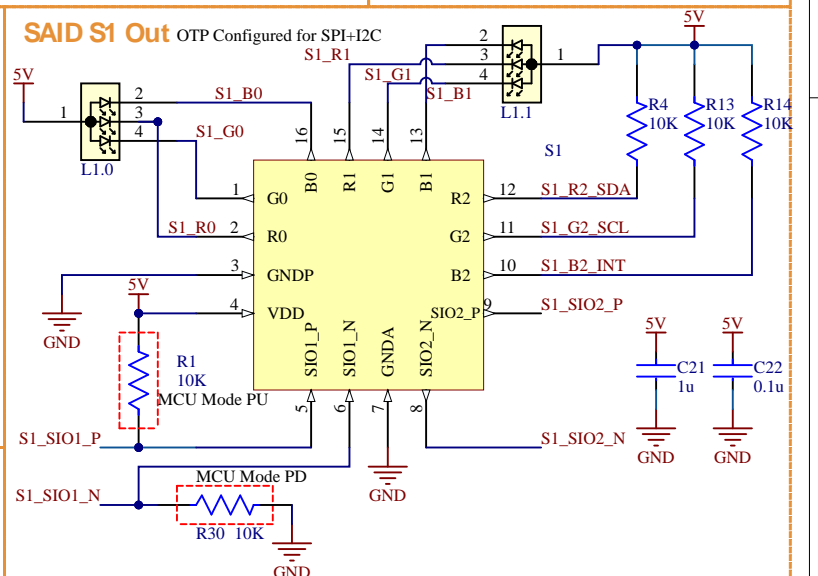 SAID S1 Out OTP Configured for SPI+I2C
5V
S1_R1
2
3
1
4
S1_G1
S1_B1
L1.1
5V
R4
10K
R13
10K
R14
10K
5V
1
2
3
4
S1_B0
S1_G0
L1.0
16
15
14
13
S1
B0
R1
G1
B1
1
G0
S1_R0
2
R0
3
GNDP
4
VDD
R2
12
S1_R2_SDA
G2
11
S1_G2_SCL
B2
10
S1_B2_INT
SIO2_P
9
S1_SIO2_P
SIO1_P
SIO1_N
GNDA
SIO2_N
5
6
7
8
GND
5V
R1
10K
MCU Mode PU
S1_SIO1_P
S1_SIO1_N
MCU Mode PD
R30 10K
GND
GND
S1_SIO2_N
5V
C21
1u
GND
5V
C22
0.1u
GND